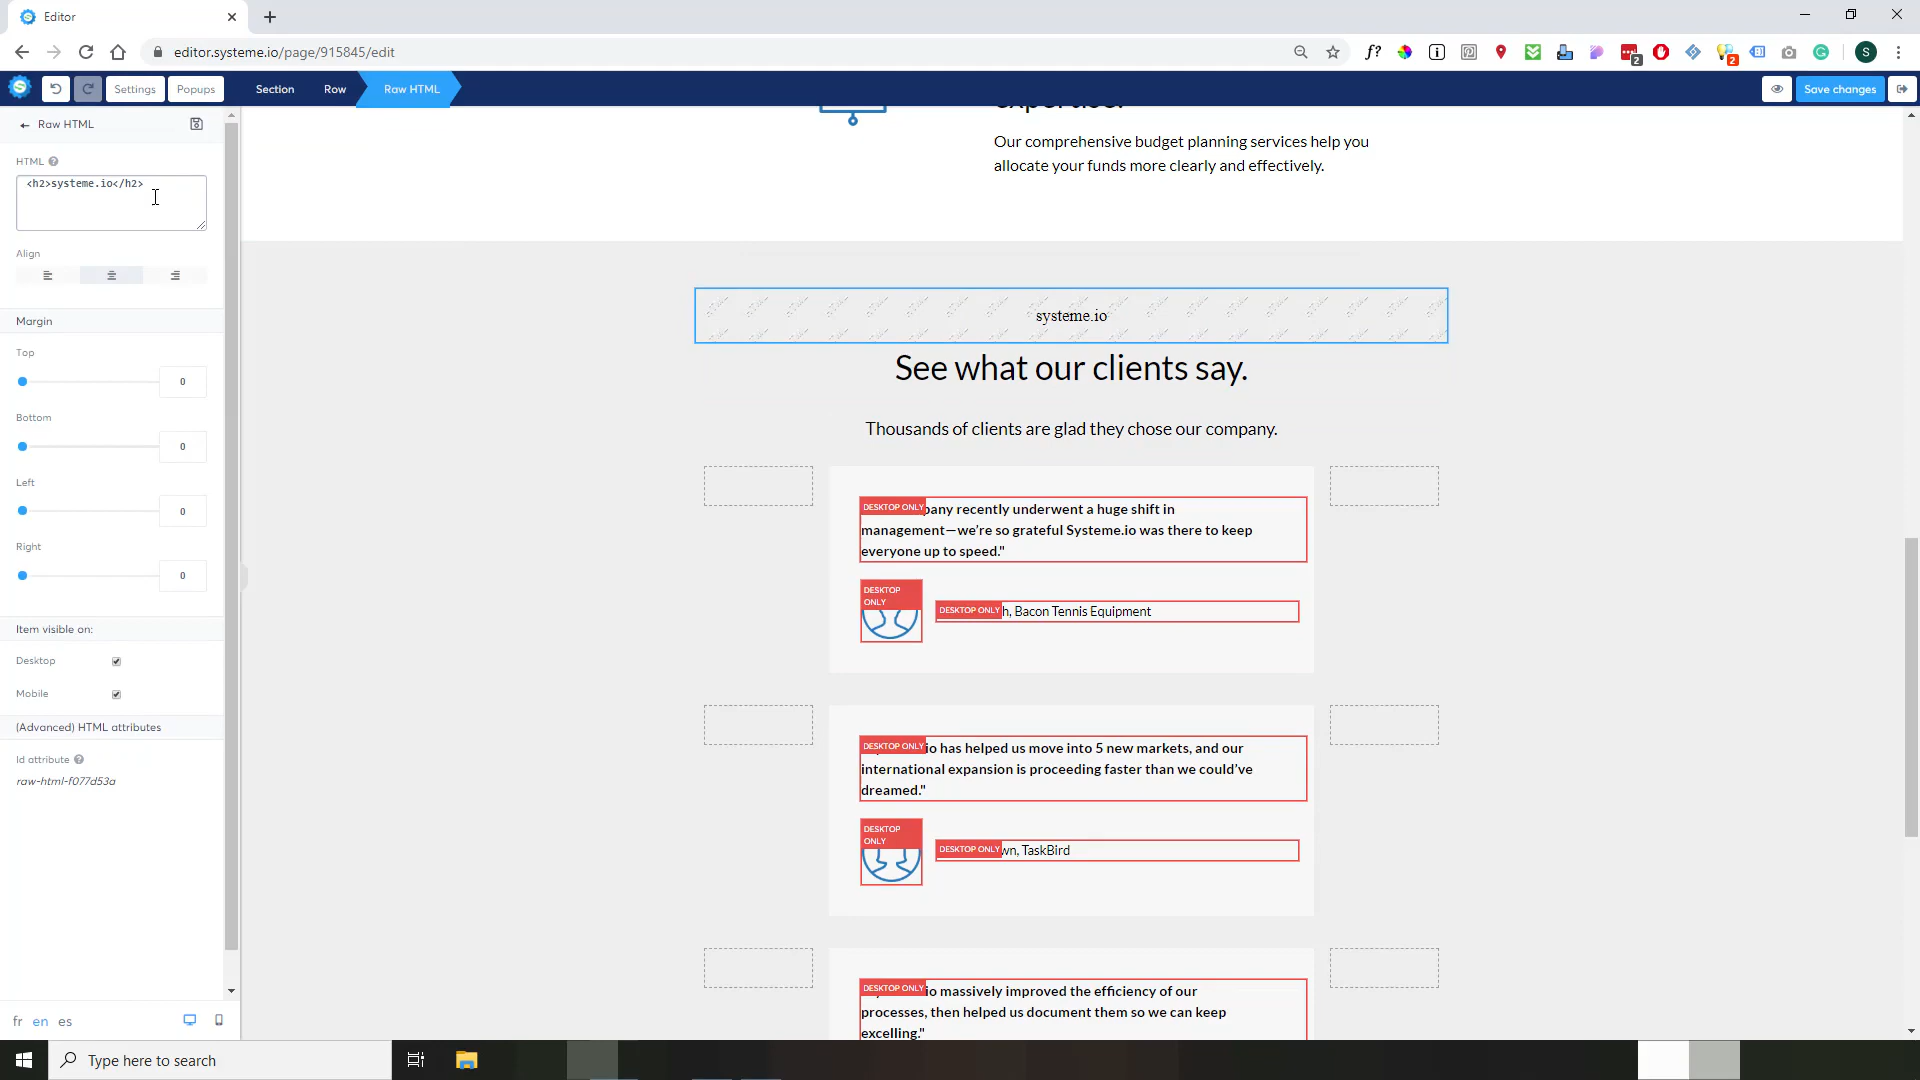 Editor
editor.systeme.io/page/915845/edit
f?
2
2
S
Settings
Popups
Section
Row
Raw HTML
Save changes
Raw HTML
HTML
<h2>systeme.io</h2>
Align
Margin
Top
0
Bottom
0
Left
0
Right
0
Item visible on:
Desktop
Mobile
(Advanced) HTML attributes
Id attribute
raw-html-f077d53a
fr en es
expertise.
Our comprehensive budget planning services help you
allocate your funds more clearly and effectively.
systeme.io
See what our clients say.
Thousands of clients are glad they chose our company.
DESKTOP ONLY
pany recently underwent a huge shift in
management—we're so grateful Systeme.io was there to keep
everyone up to speed."
DESKTOP
ONLY
DESKTOP ONLY
h, Bacon Tennis Equipment
DESKTOP ONLY
io has helped us move into 5 new markets, and our
international expansion is proceeding faster than we could've
dreamed."
DESKTOP
ONLY
DESKTOP ONLY
wn, TaskBird
DESKTOP ONLY
io massively improved the efficiency of our
processes, then helped us document them so we can keep
excelling."
Type here to search